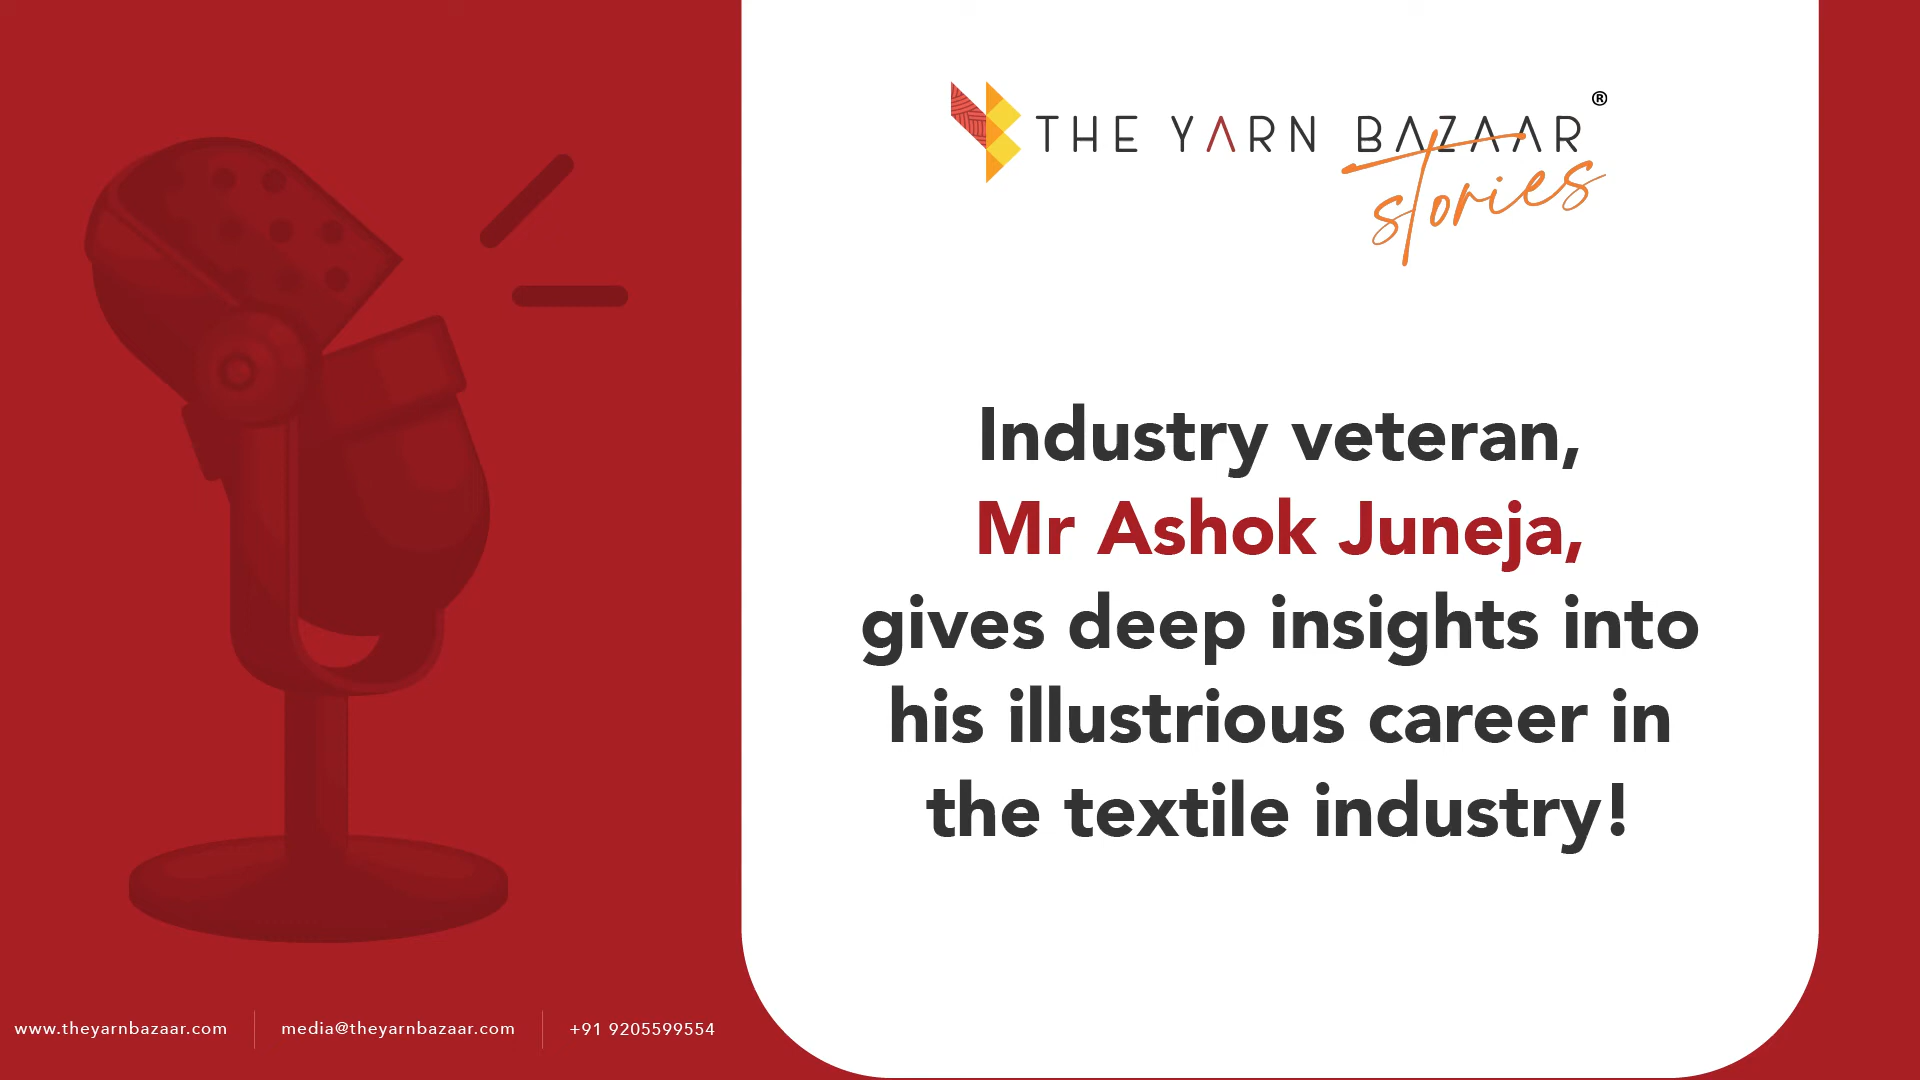 THE YARN BAZAAR ®
stories
Industry veteran,
Mr Ashok Juneja,
gives deep insights into
his illustrious career in
the textile industry!
www.theyarnbazaar.com
media@theyarnbazaar.com
+91 9205599554